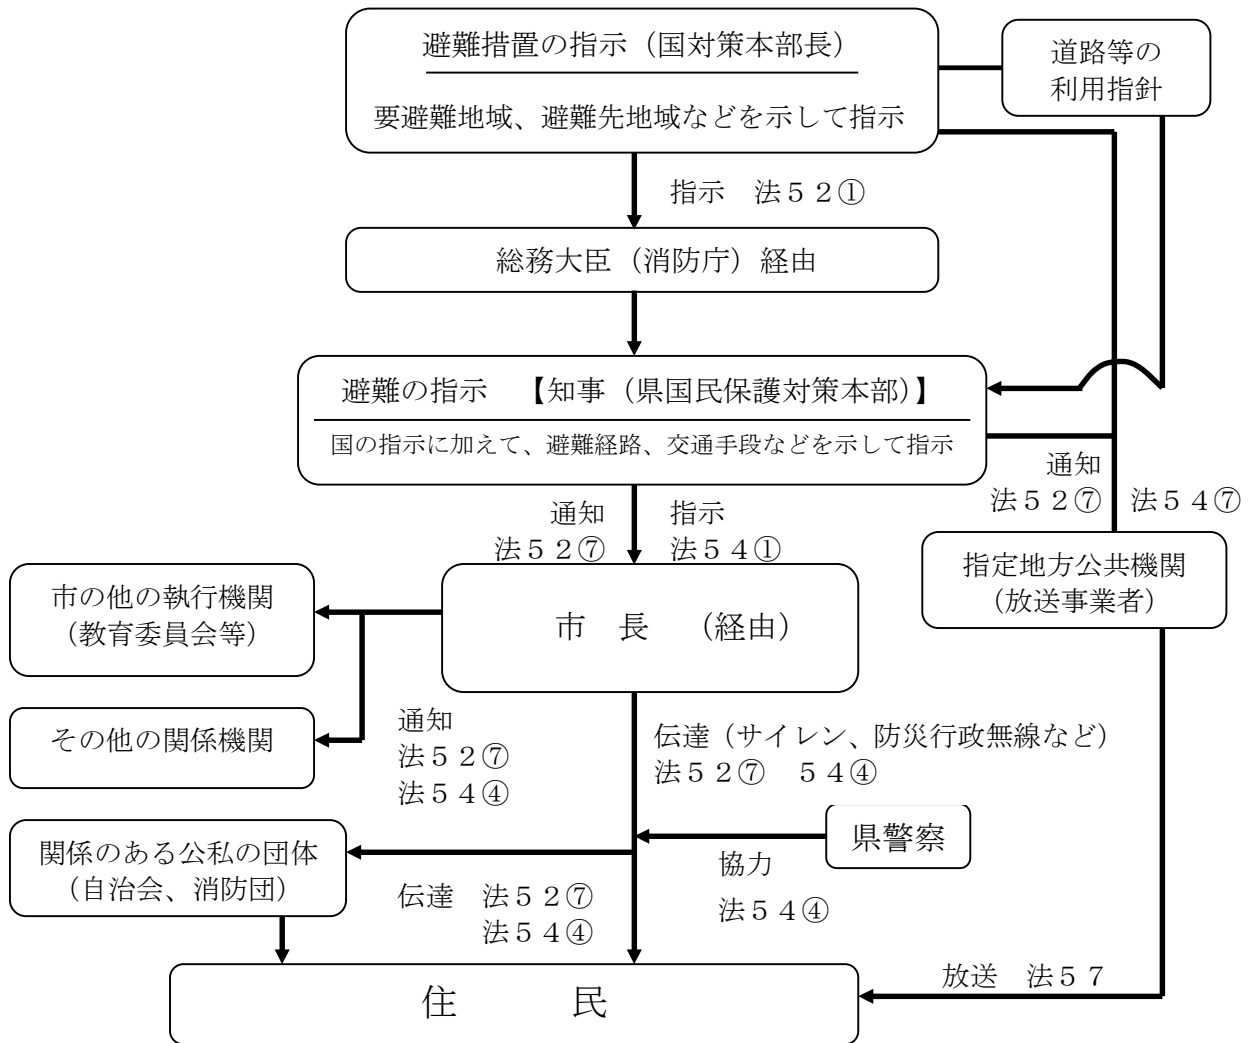 避難措置の指示（国対策本部長）
要避難地域、避難先地域などを示して指示
道路等の
利用指針
指示　法５２①
総務大臣（消防庁）経由
避難の指示　【知事（県国民保護対策本部）】
国の指示に加えて、避難経路、交通手段などを示して指示
通知
法５２⑦
法５４⑦
通知
法５２⑦
指示
法５４①
指定地方公共機関
（放送事業者）
市の他の執行機関
（教育委員会等）
市　長　（経由）
その他の関係機関
通知
法５２⑦
法５４④
伝達（サイレン、防災行政無線など）
法５２⑦　５４④
県警察
協力
法５４④
関係のある公私の団体
（自治会、消防団）
伝達　法５２⑦
法５４④
放送　法５７
住　　　民